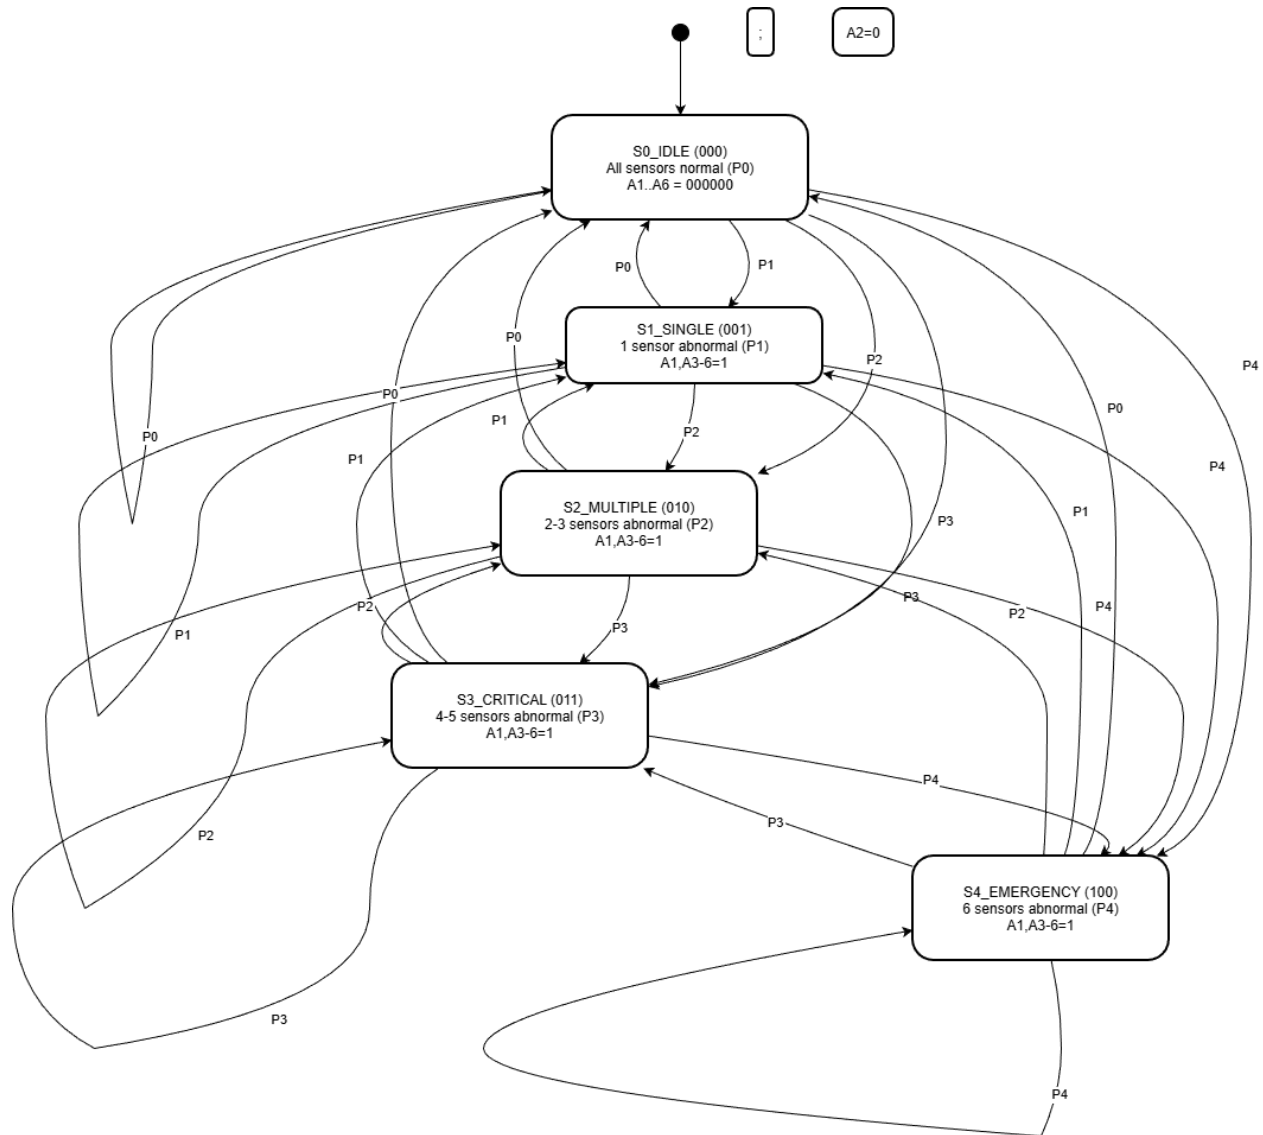 ;
A2=0
S0_IDLE (000)
All sensors normal (P0)
A1..A6 = 000000
P0
P1
S1_SINGLE (001)
1 sensor abnormal (P1)
A1,A3-6=1
P0
P2
P4
P0
P0
P1
P2
P0
P1
P4
S2_MULTIPLE (010)
2-3 sensors abnormal (P2)
A1,A3-6=1
P1
P3
P3
P2
P4
P2
P1
P3
S3_CRITICAL (011)
4-5 sensors abnormal (P3)
A1,A3-6=1
P4
P3
P2
S4_EMERGENCY (100)
6 sensors abnormal (P4)
A1,A3-6=1
P3
P4